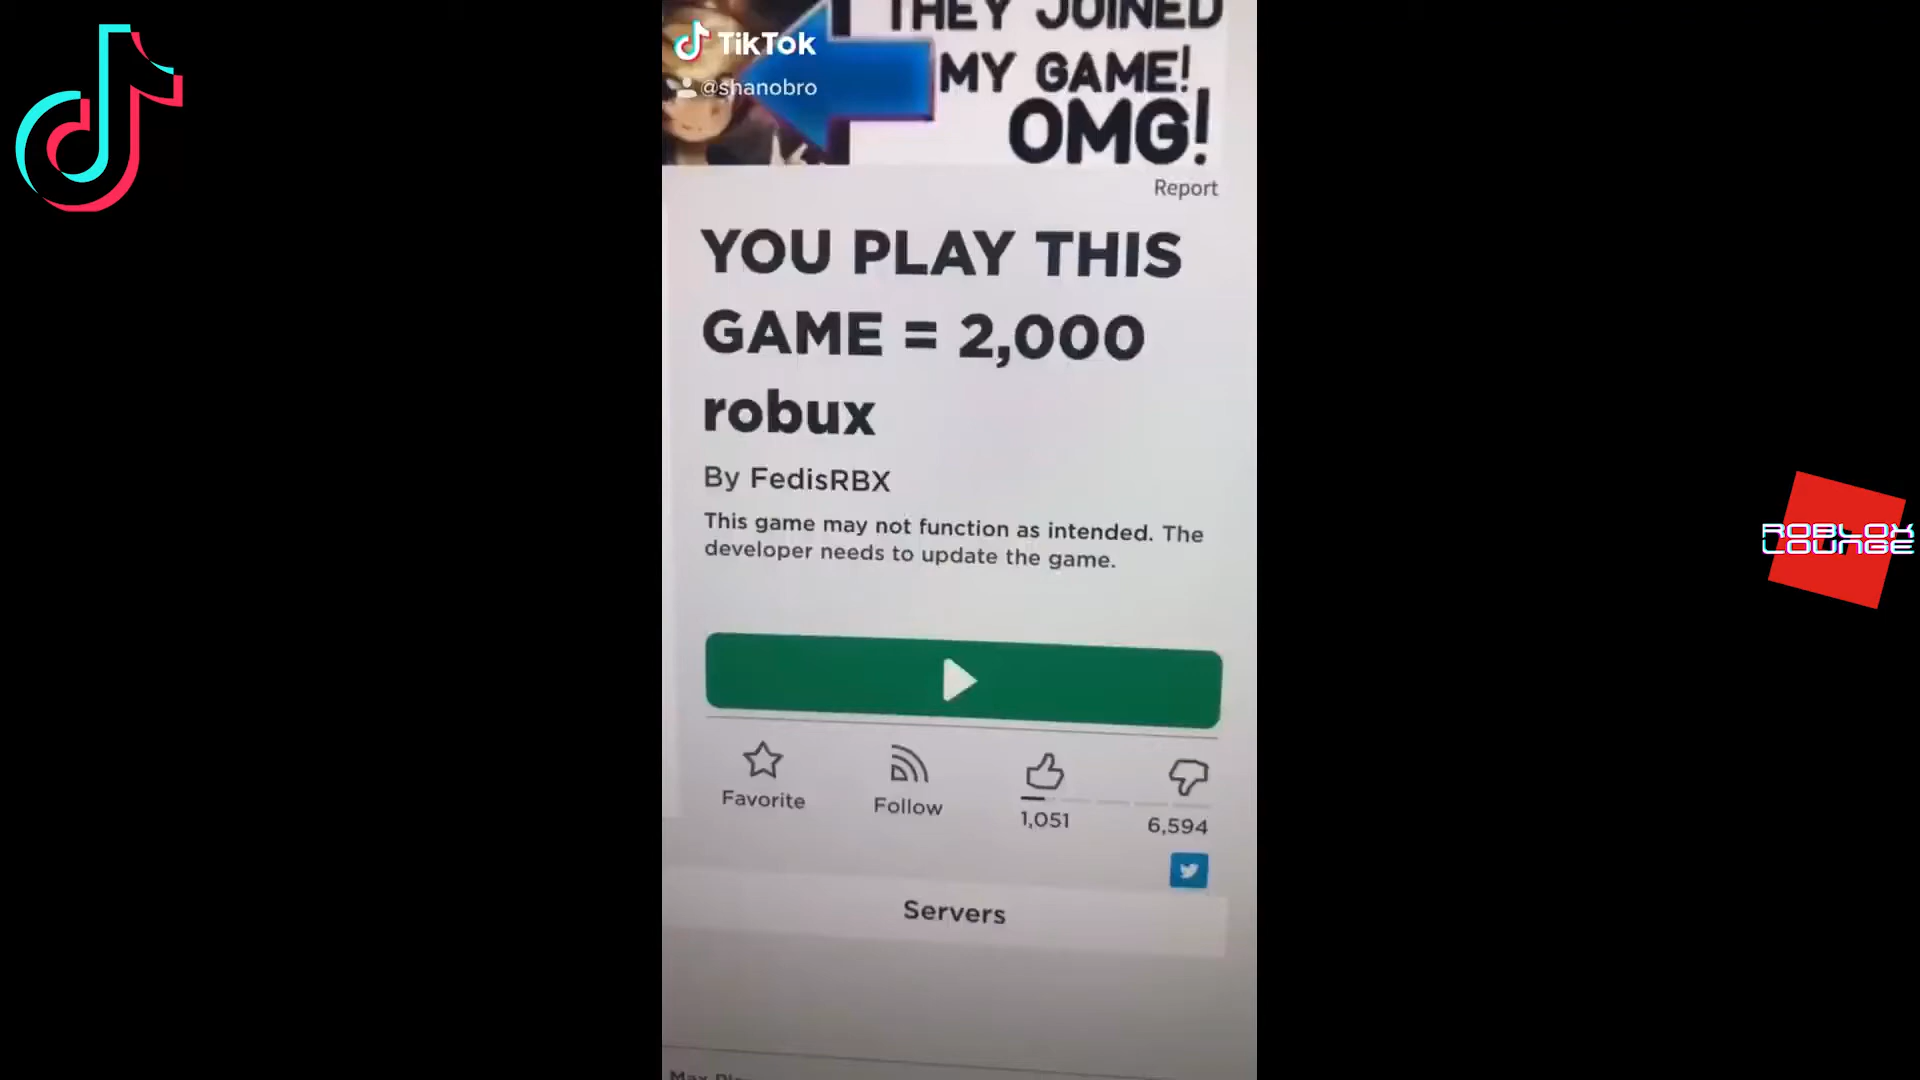 THEY JOINED
MY GAME!
OMG!
TikTok
@shanobro
Report
YOU PLAY THIS
GAME = 2,000
robux
By FedisRBX
This game may not function as intended. The
developer needs to update the game.
Favorite
Follow
1,051
6,594
Servers
ROBLOX
LOUNGE